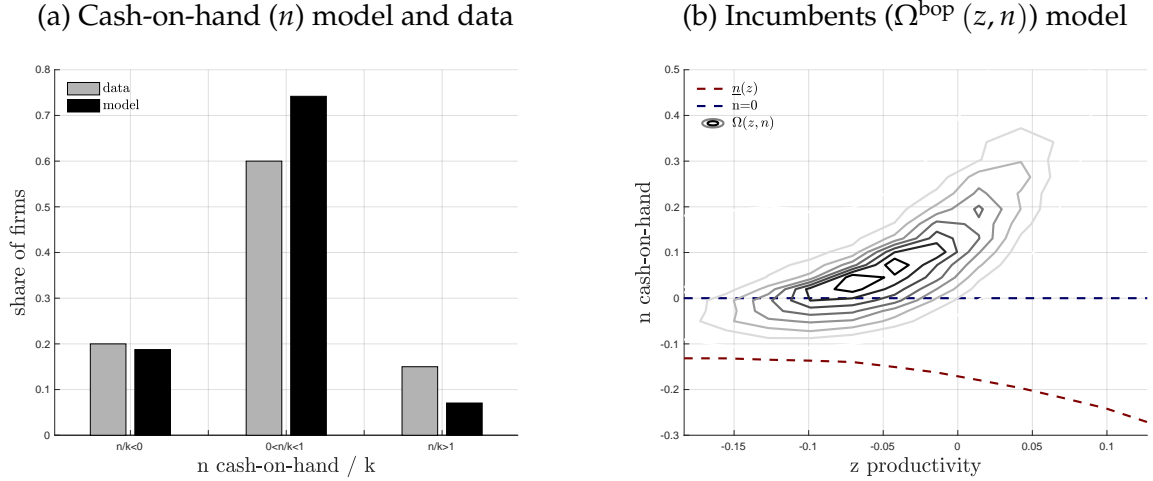 (a) Cash-on-hand (n) model and data
0.8
0.7
0.6
0.5
0.4
0.3
0.2
0.1
0
share of firms
data
model
n/k<0
0<n/k<1
n/k>1
n cash-on-hand / k
(b) Incumbents (Ω^bop (z, n)) model
0.5
0.4
0.3
0.2
0.1
0
-0.1
-0.2
-0.3
n cash-on-hand
n(z)
n=0
Ω(z, n)
-0.15
-0.1
-0.05
0
0.05
0.1
z productivity